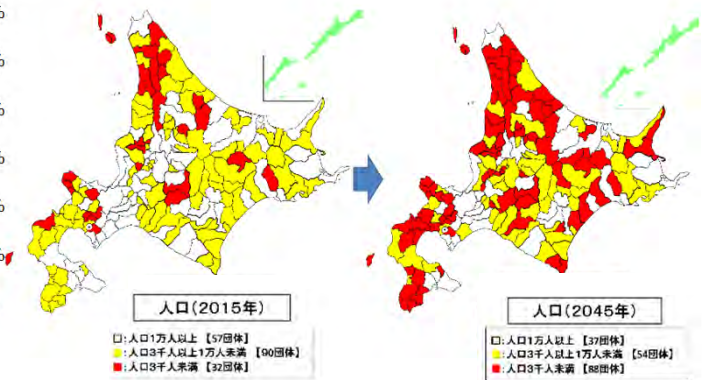 %
%
%
%
%
%
人口(2015年)
□:人口1万人以上 【57団体】
■:人口3千人以上1万人未満 【90団体】
■:人口3千人未満 【32団体】
人口(2045年)
□:人口1万人以上 【37団体】
■:人口3千人以上1万人未満 【54団体】
■:人口3千人未満 【88団体】